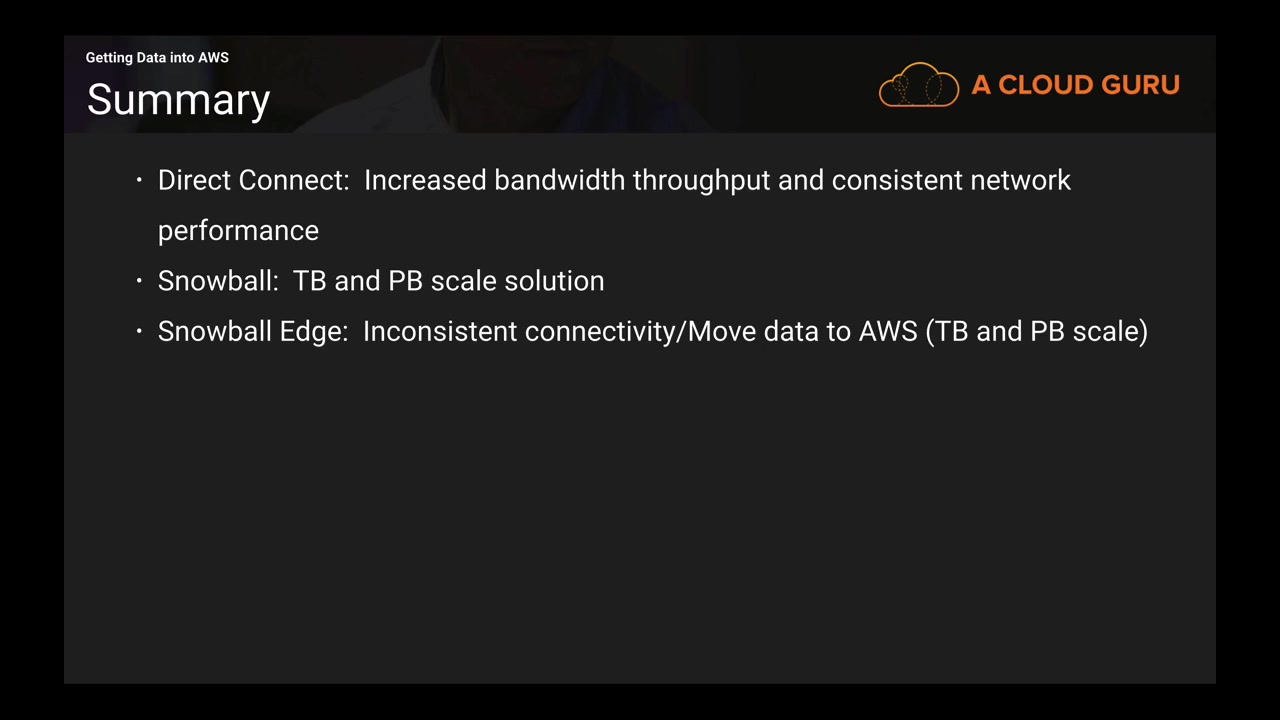 Getting Data into AWS
Summary
A CLOUD GURU
• Direct Connect: Increased bandwidth throughput and consistent network
performance
• Snowball: TB and PB scale solution
• Snowball Edge: Inconsistent connectivity/Move data to AWS (TB and PB scale)